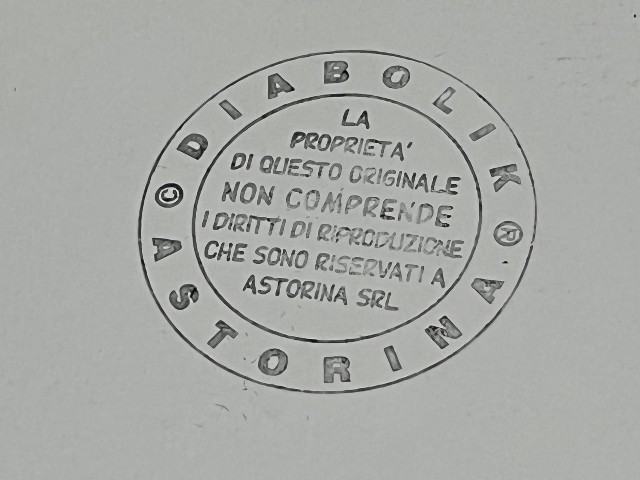 © DIABOLIK ®
LA
PROPRIETA'
DI QUESTO ORIGINALE
NON COMPRENDE
I DIRITTI DI RIPRODUZIONE
CHE SONO RISERVATI A
ASTORINA SRL
ASTORINA